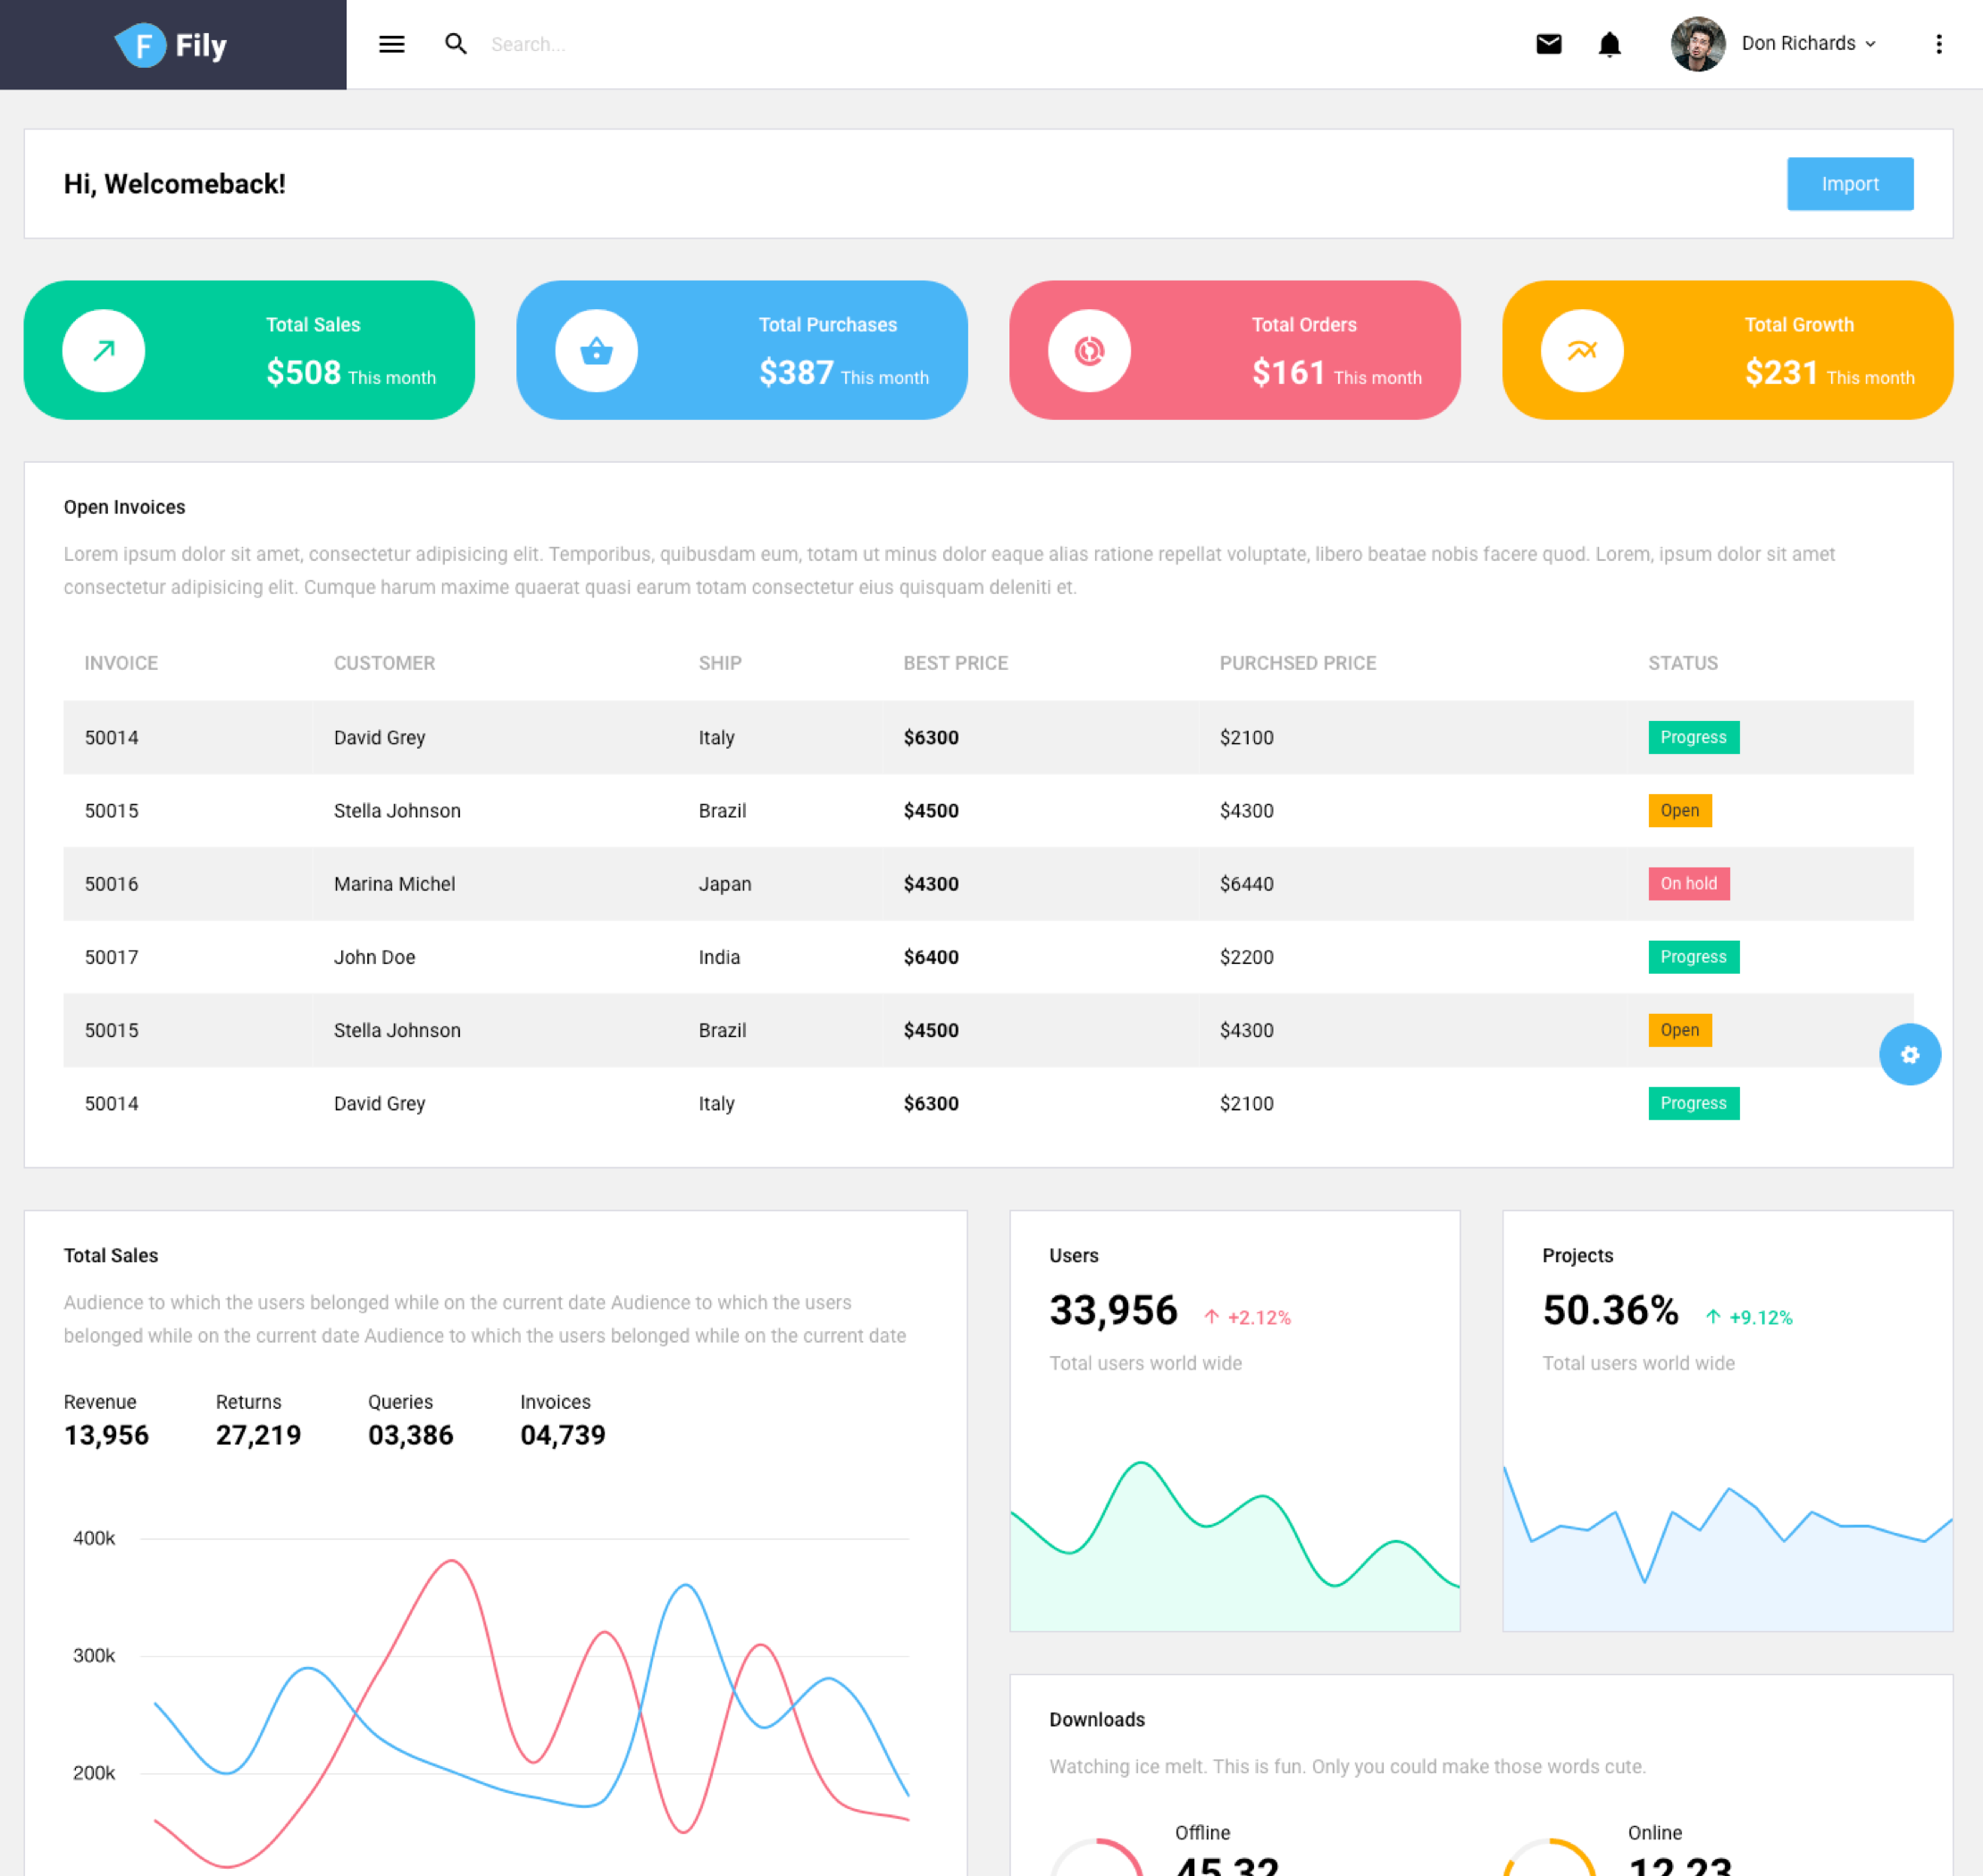 F Fily
Search...
Don Richards
Hi, Welcomeback!
Import
Total Sales
$508 This month
Total Purchases
$387 This month
Total Orders
$161 This month
Total Growth
$231 This month
Open Invoices
Lorem ipsum dolor sit amet, consectetur adipisicing elit. Temporibus, quibusdam eum, totam ut minus dolor eaque alias ratione repellat voluptate, libero beatae nobis facere quod. Lorem, ipsum dolor sit amet
consectetur adipisicing elit. Cumque harum maxime quaerat quasi earum totam consectetur eius quisquam deleniti et.
INVOICE CUSTOMER SHIP BEST PRICE PURCHSED PRICE STATUS
50014 David Grey Italy $6300 $2100 Progress
50015 Stella Johnson Brazil $4500 $4300 Open
50016 Marina Michel Japan $4300 $6440 On hold
50017 John Doe India $6400 $2200 Progress
50015 Stella Johnson Brazil $4500 $4300 Open
50014 David Grey Italy $6300 $2100 Progress
Total Sales
Audience to which the users belonged while on the current date Audience to which the users
belonged while on the current date Audience to which the users belonged while on the current date
Revenue Returns Queries Invoices
13,956 27,219 03,386 04,739
400k
300k
200k
Users
33,956 +2.12%
Total users world wide
Projects
50.36% +9.12%
Total users world wide
Downloads
Watching ice melt. This is fun. Only you could make those words cute.
Offline
45.32
Online
12.23